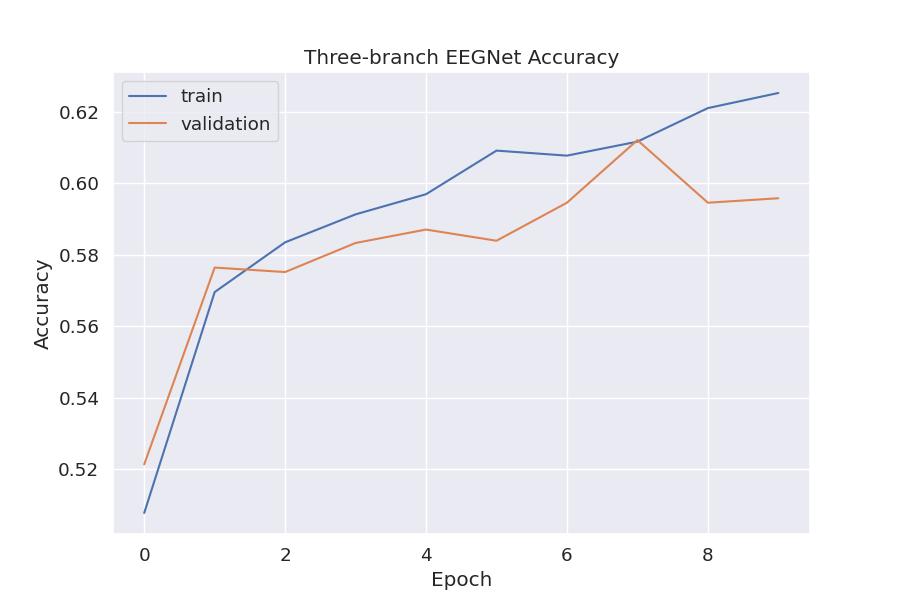 Three-branch EEGNet Accuracy
train
validation
Accuracy
0.62
0.60
0.58
0.56
0.54
0.52
0 2 4 6 8
Epoch